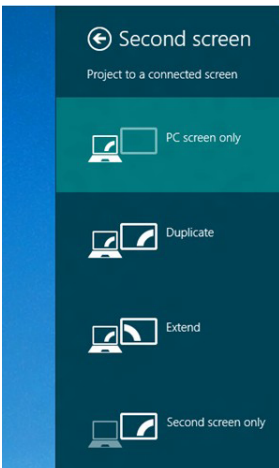 Second screen
Project to a connected screen
PC screen only
Duplicate
Extend
Second screen only